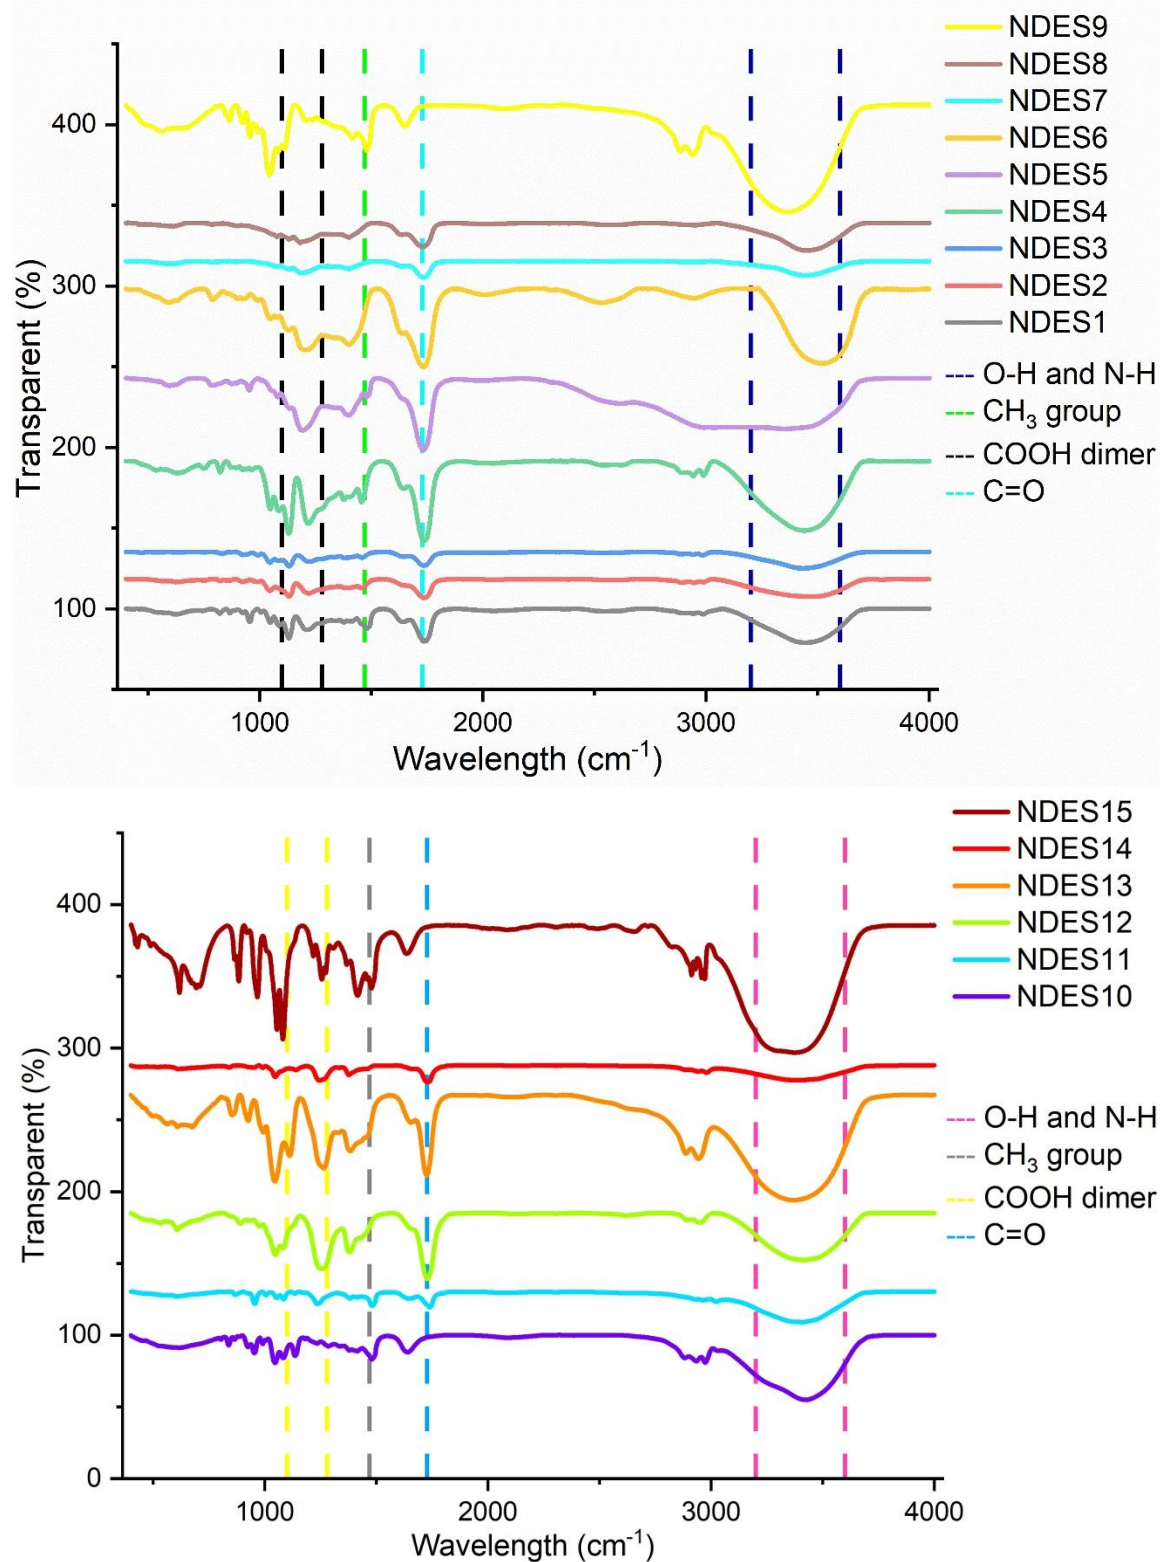 NDES9
NDES8
NDES7
NDES6
NDES5
NDES4
NDES3
NDES2
NDES1
O-H and N-H
CH₃ group
COOH dimer
C=O
Transparent (%)
400
300
200
100
1000 2000 3000 4000
Wavelength (cm⁻¹)
NDES15
NDES14
NDES13
NDES12
NDES11
NDES10
O-H and N-H
CH₃ group
COOH dimer
C=O
Transparent (%)
400
300
200
100
0
1000 2000 3000 4000
Wavelength (cm⁻¹)